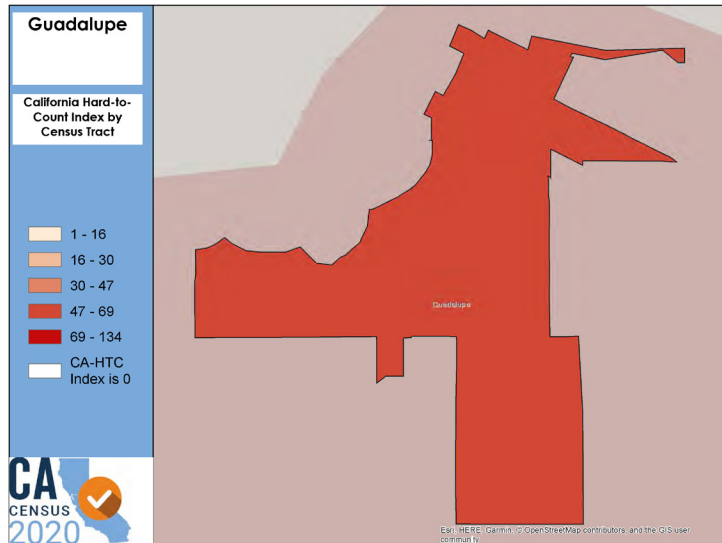 Guadalupe
California Hard-to-
Count Index by
Census Tract
1 - 16
16 - 30
30 - 47
47 - 69
69 - 134
CA-HTC
Index is 0
CA
CENSUS
2020
Guadalupe
Esri, HERE, Garmin, © OpenStreetMap contributors, and the GIS user
community